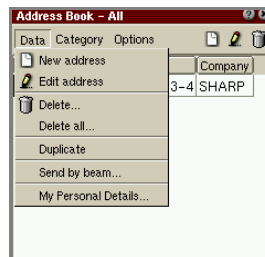 Address Book - All
Data Category Options
New address
Company
Edit address
3-4 SHARP
Delete...
Delete all...
Duplicate
Send by beam...
My Personal Details...